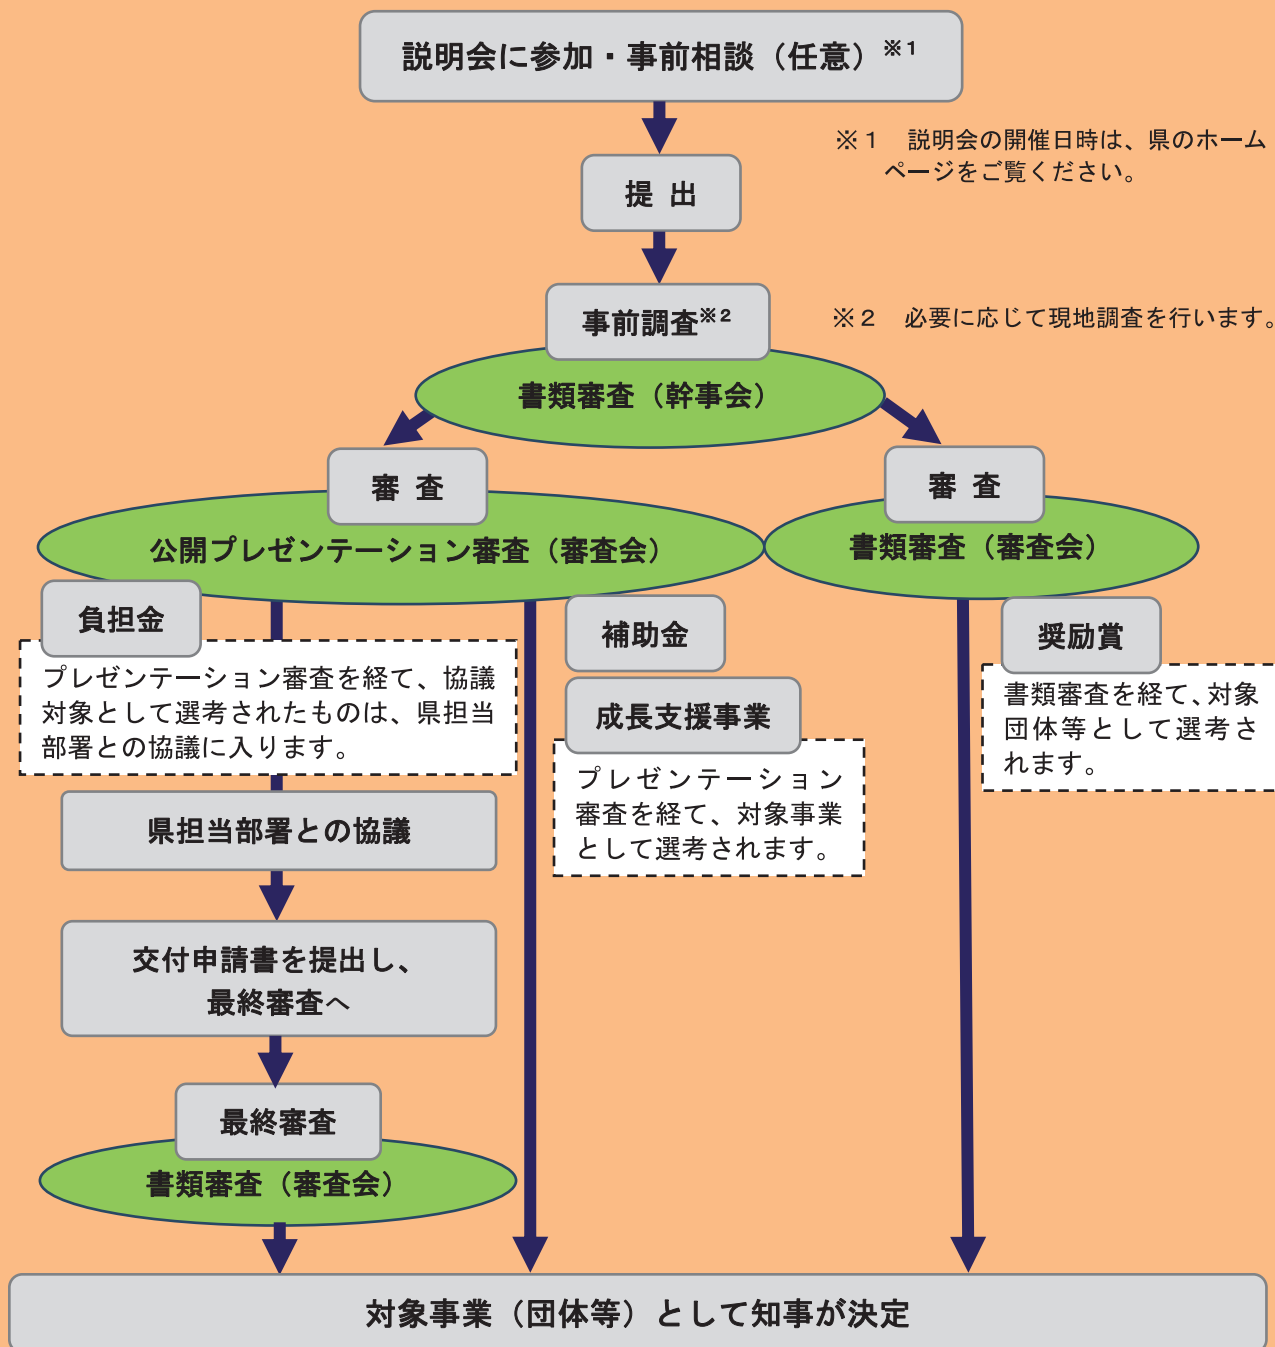 説明会に参加・事前相談（任意）※1
※１　説明会の開催日時は、県のホーム
ページをご覧ください。
提 出
事前調査※2
※２　必要に応じて現地調査を行います。
書類審査（幹事会）
審 査
公開プレゼンテーション審査（審査会）
審 査
書類審査（審査会）
負担金
プレゼンテーション審査を経て、協議
対象として選考されたものは、県担当
部署との協議に入ります。
補助金
成長支援事業
プレゼンテーション
審査を経て、対象事業
として選考されます。
奨励賞
書類審査を経て、対象
団体等として選考さ
れます。
県担当部署との協議
交付申請書を提出し、
最終審査へ
最終審査
書類審査（審査会）
対象事業（団体等）として知事が決定